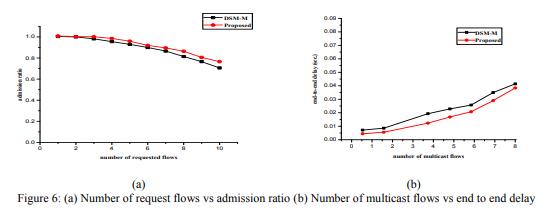 DSM-M
Proposed
1.0
0.8
0.6
0.4
0.2
0.0
admission ratio
0 2 4 6 8 10
number of requested flows
DSM-M
Proposed
0.09
0.08
0.07
0.06
0.05
0.04
0.03
0.02
0.01
0.00
end-to-end delay (sec.)
0 1 2 3 4 5 6 7 8
number of multicast flows
(a) (b)
Figure 6: (a) Number of request flows vs admission ratio (b) Number of multicast flows vs end to end delay